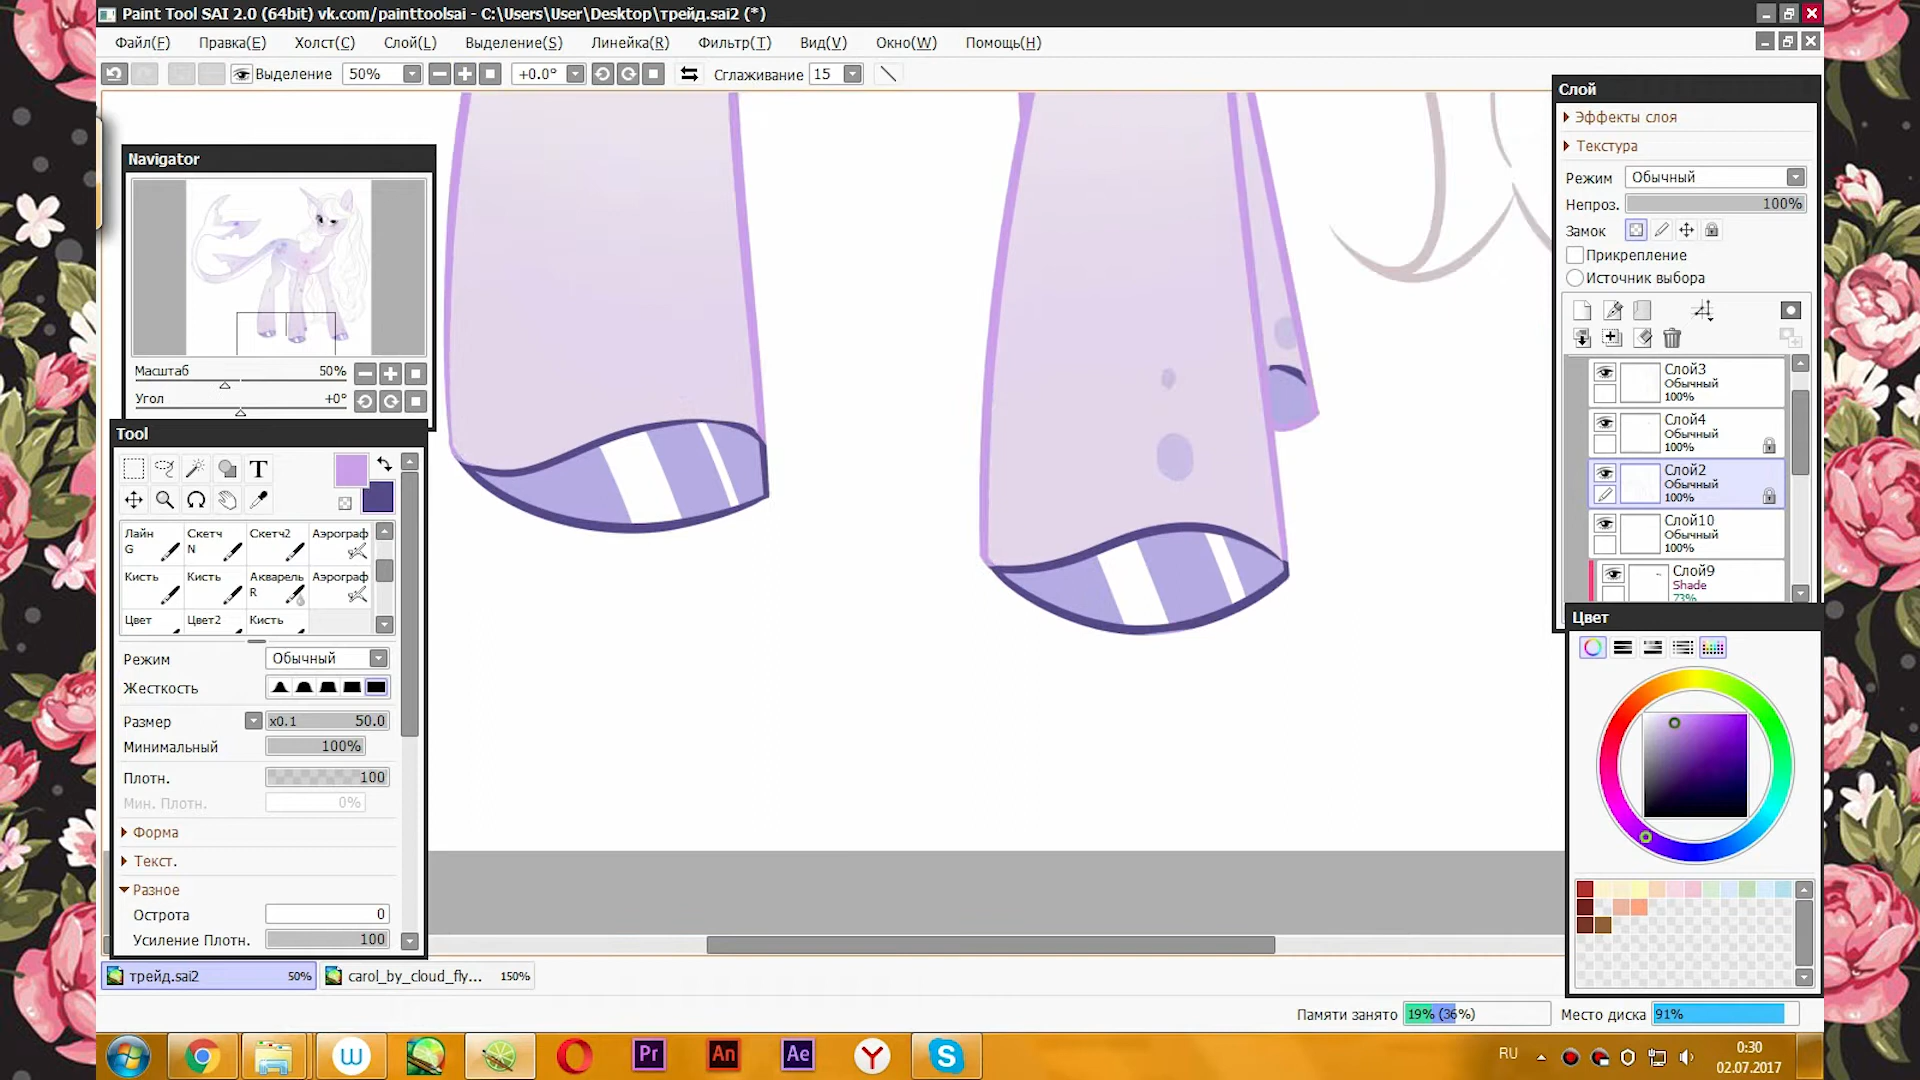 Paint Tool SAI 2.0 (64bit) vk.com/painttoolsai - C:\Users\User\Desktop\трейд.sai2 (*)
Файл(F) Правка(E) Холст(C) Слой(L) Выделение(S) Линейка(R) Фильтр(T) Вид(V) Окно(W) Помощь(H)
Выделение 50% +0.0° Сглаживание 15
Navigator
Масштаб 50%
Угол +0°
Tool
T
Лайн G
Скетч N
Скетч2
Аэрограф
Кисть
Кисть
Акварель R
Аэрограф
Цвет
Цвет2
Кисть
Режим Обычный
Жесткость
Размер x0.1 50.0
Минимальный 100%
Плотн. 100
Мин. Плотн. 0%
Форма
Текст.
Разное
Острота 0
Усиление Плотн. 100
Слой
Эффекты слоя
Текстура
Режим Обычный
Непроз. 100%
Замок
Прикрепление
Источник выбора
Слой3
Обычный
100%
Слой4
Обычный
100%
Слой2
Обычный
100%
Слой10
Обычный
100%
Слой9
Shade
73%
Цвет
трейд.sai2 50% carol_by_cloud_fly... 150%
Памяти занято 19% (36%) Место диска 91%
W Pr An Ae Y S
RU
0:30
02.07.2017